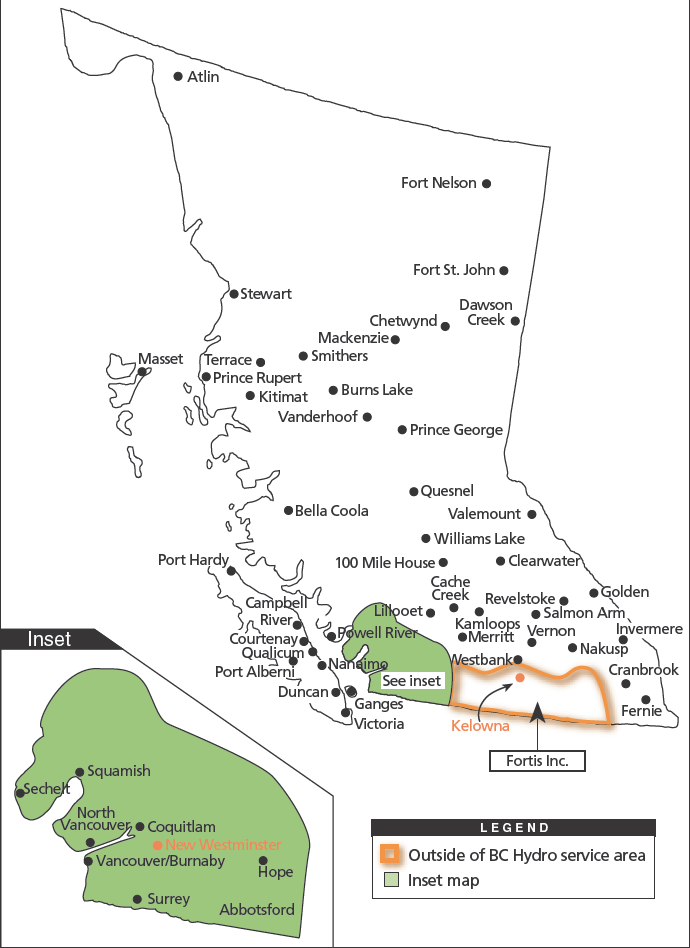 Atlin
Fort Nelson
Fort St. John
Dawson
Creek
Stewart
Chetwynd
Mackenzie
Smithers
Masset
Terrace
Prince Rupert
Kitimat
Burns Lake
Vanderhoof
Prince George
Quesnel
Bella Coola
Valemount
Williams Lake
Port Hardy
100 Mile House
Clearwater
Cache
Creek
Golden
Revelstoke
Campbell
River
Lillooet
Kamloops
Salmon Arm
Powell River
Merritt
Vernon
Invermere
Courtenay
Qualicum
Nakusp
Port Alberni
Nanaimo
Westbank
Cranbrook
See inset
Duncan
Ganges
Fernie
Victoria
Kelowna
Fortis Inc.
Inset
Squamish
Sechelt
North
Vancouver
Coquitlam
New Westminster
Vancouver/Burnaby
Hope
Surrey
Abbotsford
LEGEND
Outside of BC Hydro service area
Inset map